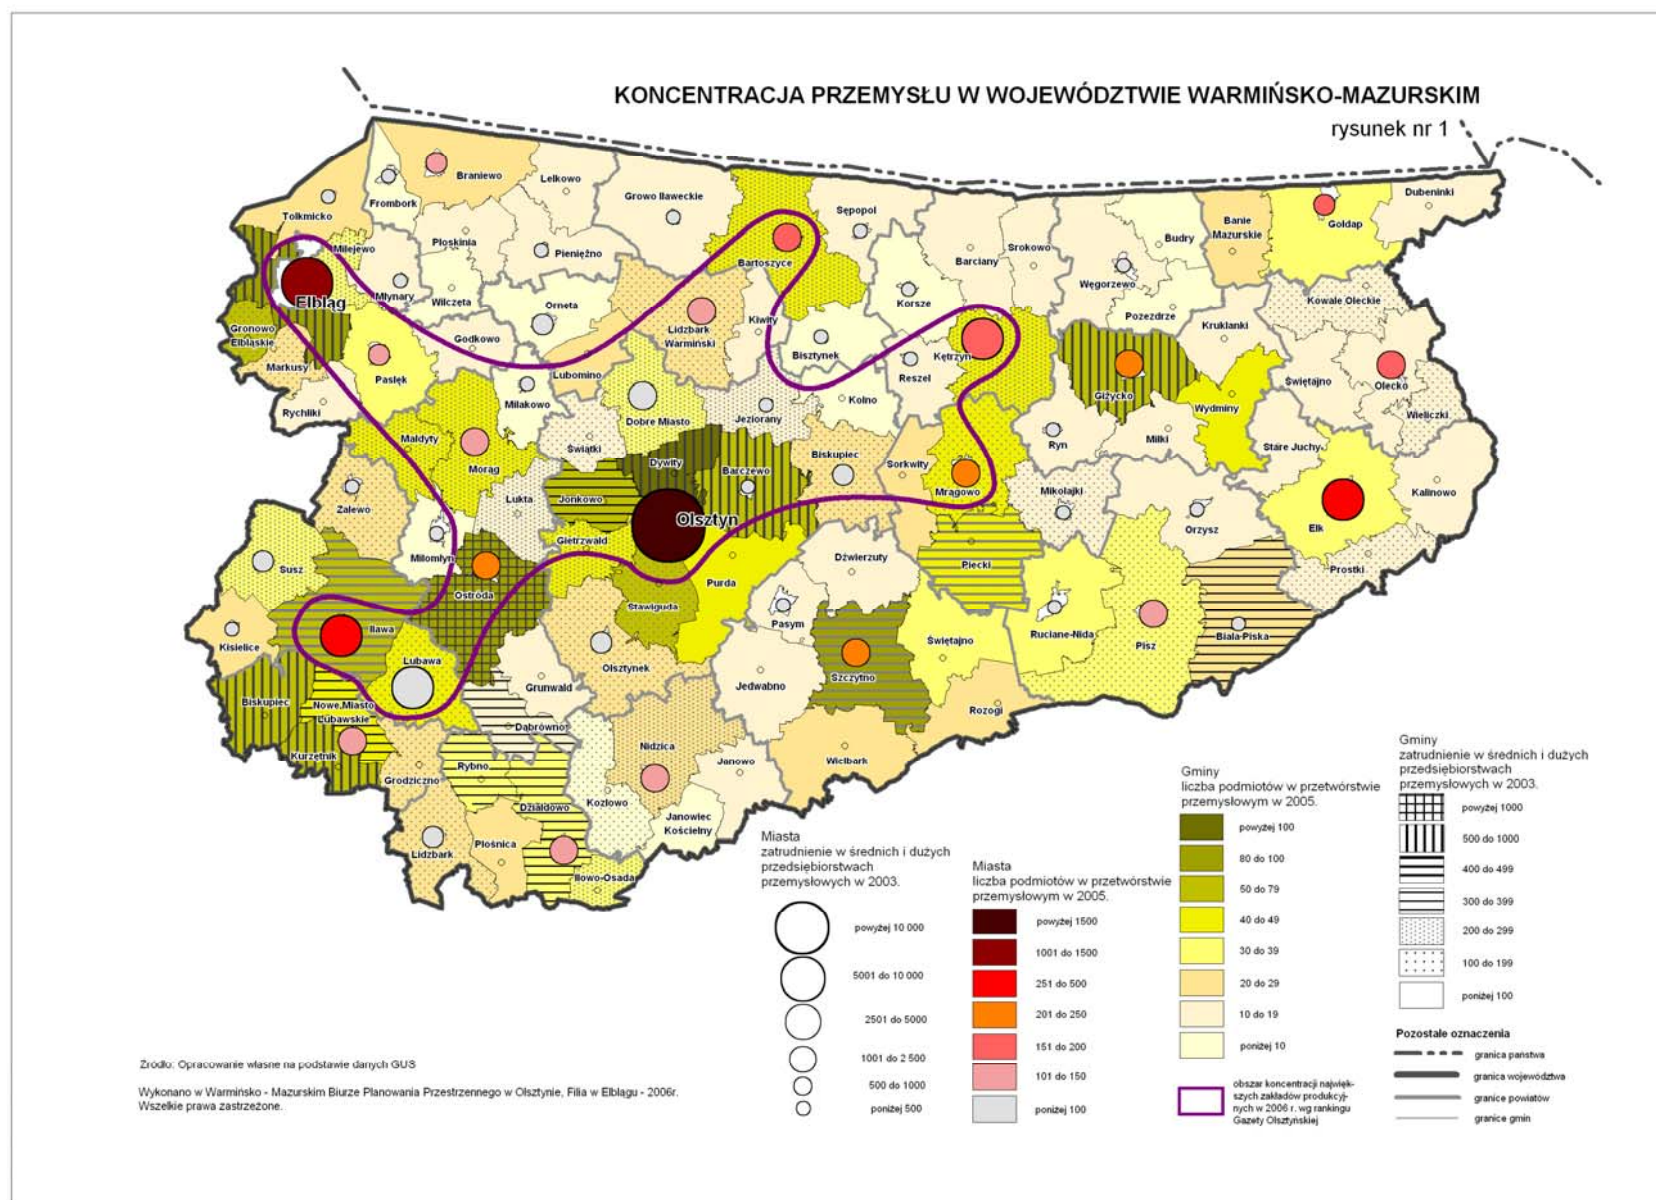 KONCENTRACJA PRZEMYSŁU W WOJEWÓDZTWIE WARMIŃSKO-MAZURSKIM
rysunek nr 1
Braniewo
Lelkowo
Frombork
Growo Iławeckie
Sępopol
Dubeninki
Tolkmicko
Płoskinia
Pieniężno
Banie
Mazurskie
Gołdap
Budry
Srokowo
Barciany
Milejewo
Bartoszyce
Węgorzewo
Młynary
Wilczęta
Orneta
Korsze
Kowale Oleckie
Elbląg
Pozezdrze
Kruklanki
Gronowo
Elbląskie
Godkowo
Lidzbark
Warmiński
Kiwity
Bisztynek
Kętrzyn
Markusy
Pasłęk
Lubomino
Reszel
Świętajno
Olecko
Rychliki
Miłakowo
Dobre Miasto
Jeziorany
Kolno
Giżycko
Wydminy
Wieliczki
Małdyty
Morąg
Świątki
Dywity
Barczewo
Biskupiec
Sorkwity
Ryn
Miłki
Stare Juchy
Zalewo
Łukta
Jonkowo
Mrągowo
Mikołajki
Kalinowo
Olsztyn
Orzysz
Ełk
Miłomłyn
Gietrzwałd
Dźwierzuty
Piecki
Prostki
Susz
Ostróda
Stawiguda
Purda
Pasym
Iława
Świętajno
Ruciane-Nida
Pisz
Biała Piska
Kisielice
Lubawa
Olsztynek
Szczytno
Biskupiec
Grunwald
Jedwabno
Rozogi
Nowe Miasto
Lubawskie
Dąbrówno
Kurzętnik
Nidzica
Janowo
Wielbark
Grodziczno
Rybno
Działdowo
Kozłowo
Janowiec
Kościelny
Lidzbark
Płośnica
Iłowo-Osada
Miasta
zatrudnienie w średnich i dużych
przedsiębiorstwach
przemysłowych w 2003.
powyżej 10 000
5001 do 10 000
2501 do 5000
1001 do 2 500
500 do 1000
poniżej 500
Miasta
liczba podmiotów w przetwórstwie
przemysłowym w 2005.
powyżej 1500
1001 do 1500
251 do 500
201 do 250
151 do 200
101 do 150
poniżej 100
Gminy
liczba podmiotów w przetwórstwie
przemysłowym w 2005.
powyżej 100
80 do 100
50 do 79
40 do 49
30 do 39
20 do 29
10 do 19
poniżej 10
obszar koncentracji najwięk-
szych zakładów produkcyj-
nych w 2006 r. wg rankingu
Gazety Olsztyńskiej
Gminy
zatrudnienie w średnich i dużych
przedsiębiorstwach
przemysłowych w 2003.
powyżej 1000
500 do 1000
400 do 499
300 do 399
200 do 299
100 do 199
poniżej 100
Pozostałe oznaczenia
granica państwa
granica województwa
granice powiatów
granice gmin
Źródło: Opracowanie własne na podstawie danych GUS
Wykonano w Warmińsko - Mazurskim Biurze Planowania Przestrzennego w Olsztynie, Filia w Elblągu - 2006r.
Wszelkie prawa zastrzeżone.